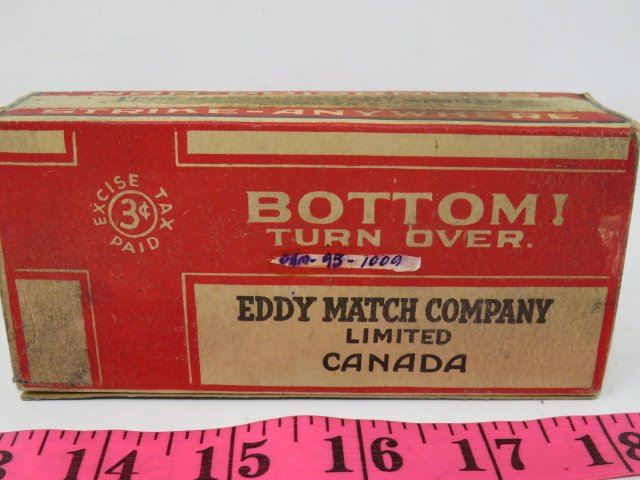 STRIKE-ANYWHERE
EXCISE TAX
3¢
PAID
BOTTOM!
TURN OVER.
EDDY MATCH COMPANY
LIMITED
CANADA
13 14 15 16 17 18 19